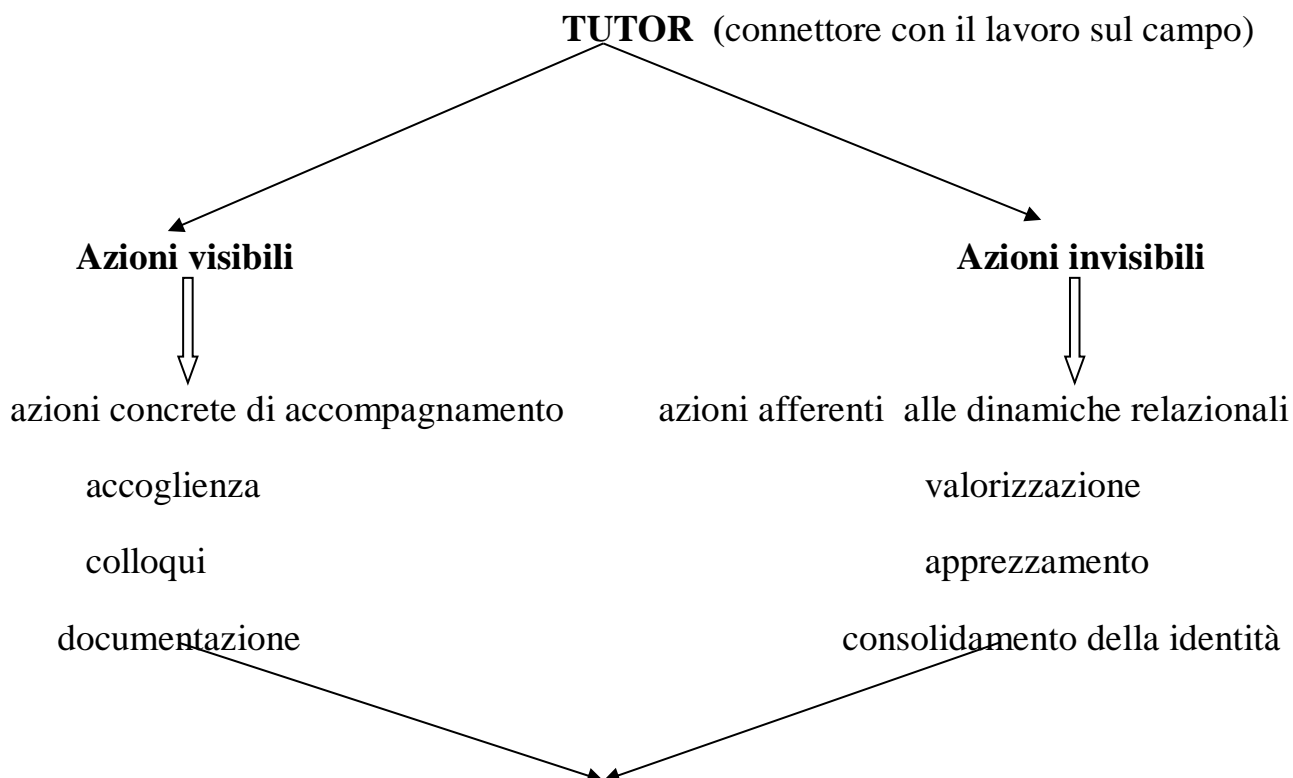 TUTOR (connettore con il lavoro sul campo)
Azioni visibili Azioni invisibili
azioni concrete di accompagnamento azioni afferenti alle dinamiche relazionali
accoglienza valorizzazione
colloqui apprezzamento
documentazione consolidamento della identità